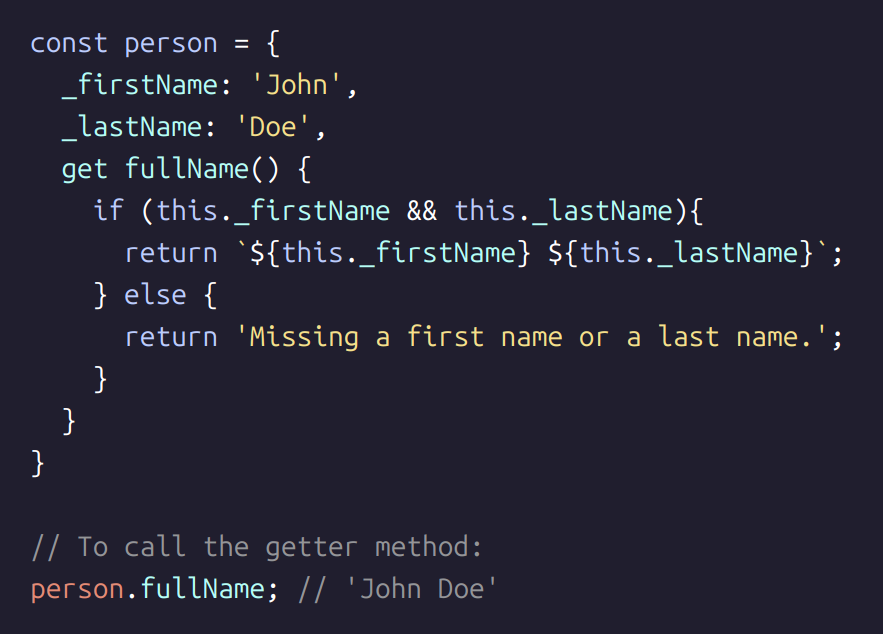 const person = {
  _firstName: 'John',
  _lastName: 'Doe',
  get fullName() {
    if (this._firstName && this._lastName){
      return `${this._firstName} ${this._lastName}`;
    } else {
      return 'Missing a first name or a last name.';
    }
  }
}

// To call the getter method:
person.fullName; // 'John Doe'